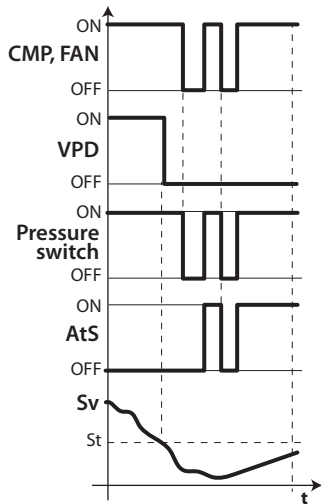 ON
CMP, FAN
OFF
ON
VPD
OFF
ON
Pressure
switch
OFF
ON
AtS
OFF
Sv
St
t